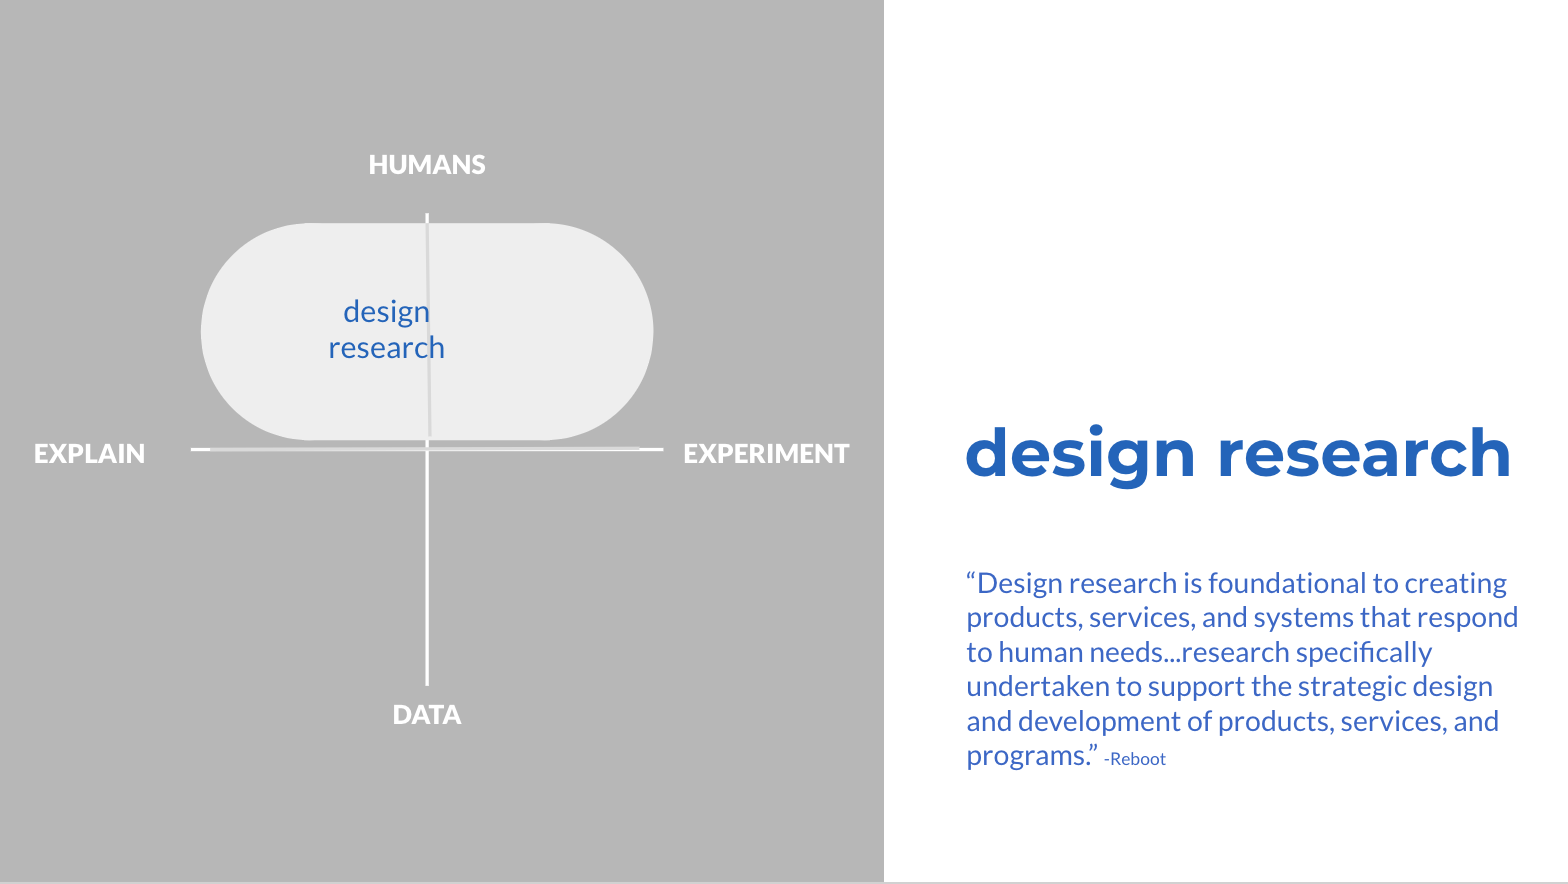 HUMANS
design
research
EXPLAIN
EXPERIMENT
DATA
design research
“Design research is foundational to creating
products, services, and systems that respond
to human needs...research specifically
undertaken to support the strategic design
and development of products, services, and
programs.” -Reboot